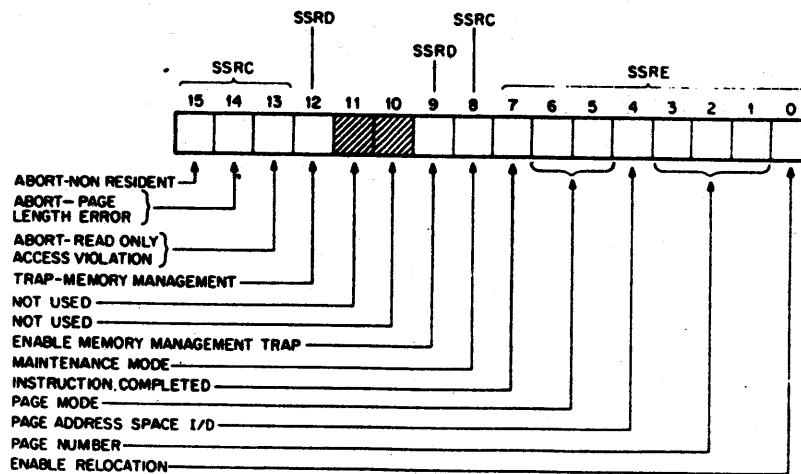 SSRD
SSRC
SSRD
SSRC
SSRE
15 14 13 12 11 10 9 8 7 6 5 4 3 2 1 0
ABORT-NON RESIDENT
ABORT-PAGE
LENGTH ERROR
ABORT-READ ONLY
ACCESS VIOLATION
TRAP-MEMORY MANAGEMENT
NOT USED
NOT USED
ENABLE MEMORY MANAGEMENT TRAP
MAINTENANCE MODE
INSTRUCTION.COMPLETED
PAGE MODE
PAGE ADDRESS SPACE I/D
PAGE NUMBER
ENABLE RELOCATION